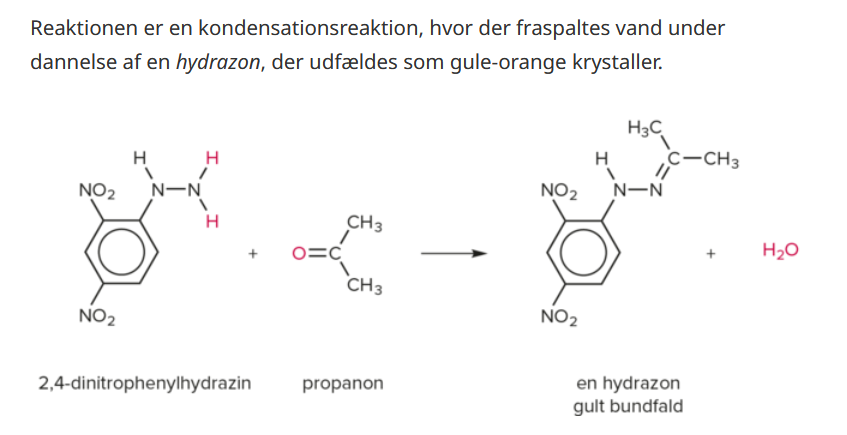 Reaktionen er en kondensationsreaktion, hvor der fraspaltes vand under
dannelse af en hydrazon, der udfældes som gule-orange krystaller.
H₃C
H H H C–CH₃
NO₂ N–N NO₂ N–N
H CH₃
+ O=C + H₂O
CH₃
NO₂ NO₂
2,4-dinitrophenylhydrazin propanon en hydrazon
gult bundfald